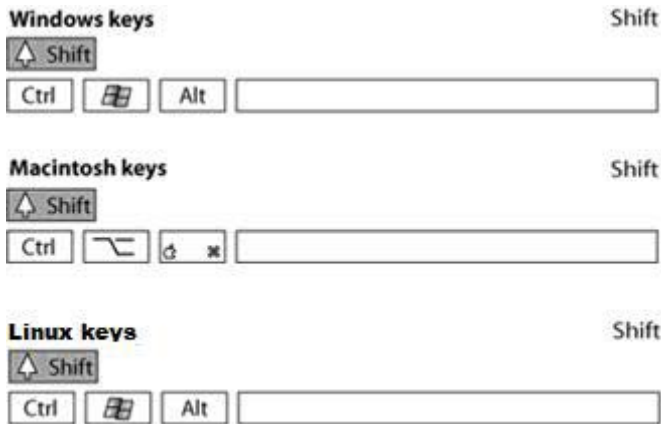 Windows keys Shift
Shift
Ctrl Alt
Macintosh keys Shift
Shift
Ctrl ⌥ ⌘
Linux keys Shift
Shift
Ctrl Alt